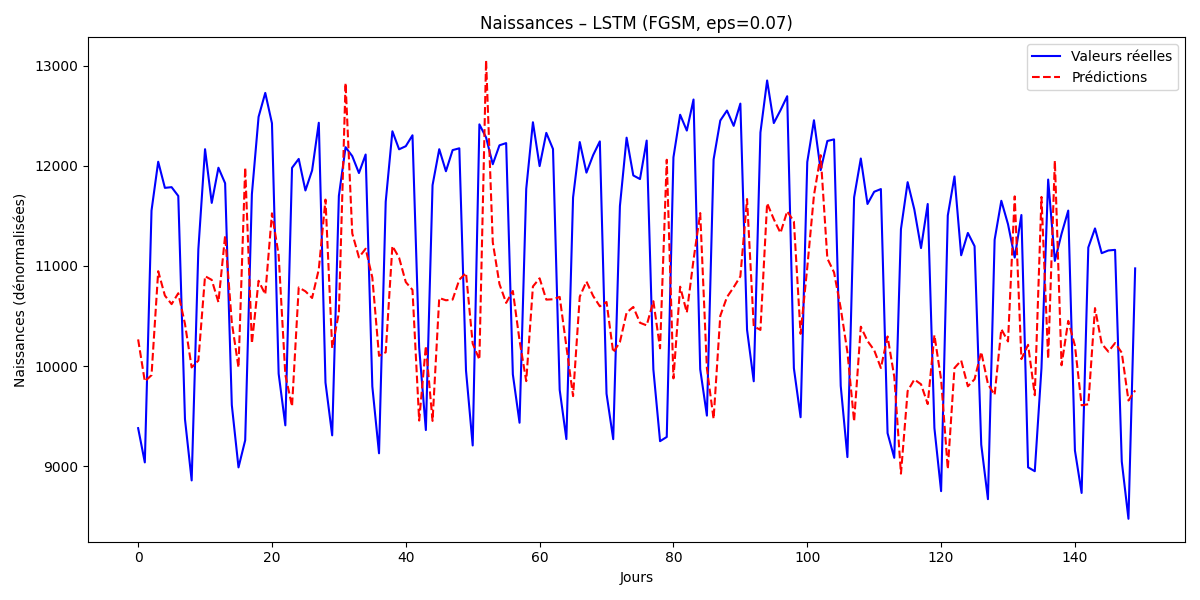 Naissances – LSTM (FGSM, eps=0.07)
Valeurs réelles
Prédictions
Naissances (dénormalisées)
13000
12000
11000
10000
9000
0 20 40 60 80 100 120 140
Jours